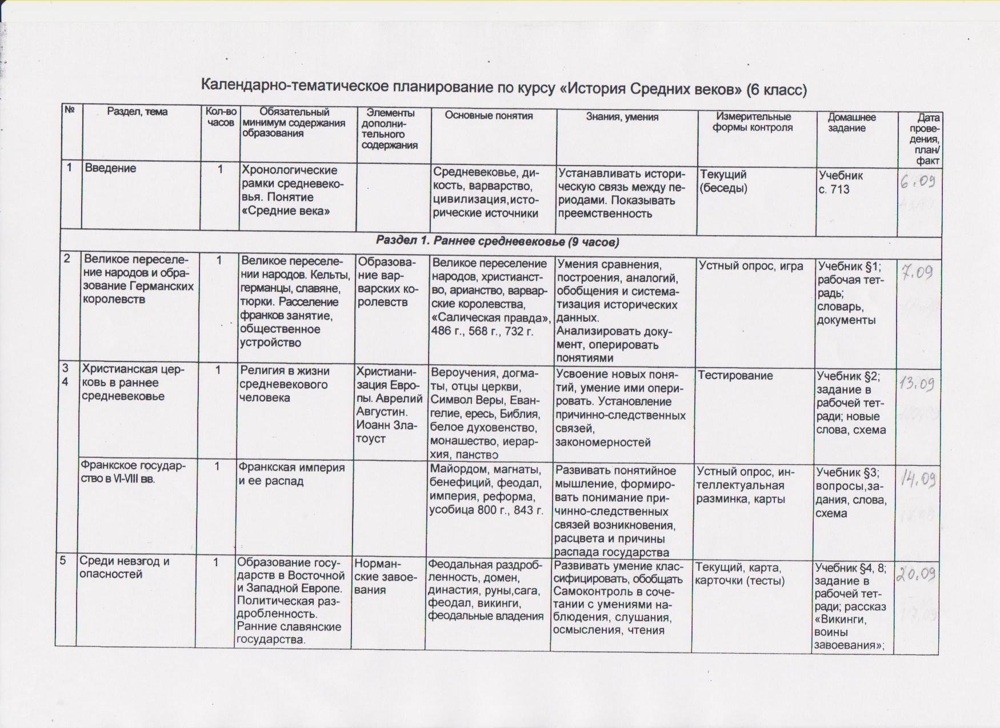 Календарно-тематическое планирование по курсу «История Средних веков» (6 класс)
№
Раздел, тема
Кол-во
часов
Обязательный
минимум содержания
образования
Элементы
дополни-
тельного
содержания
Основные понятия
Знания, умения
Измерительные
формы контроля
Домашнее
задание
Дата
прове-
дения,
план/
факт
1
Введение
1
Хронологические
рамки средневеко-
вья. Понятие
«Средние века»
Средневековье, ди-
кость, варварство,
цивилизация,исто-
рические источники
Устанавливать истори-
ческую связь между пе-
риодами. Показывать
преемственность
Текущий
(беседы)
Учебник
с. 713
6.09
Раздел 1. Раннее средневековье (9 часов)
2
Великое переселе-
ние народов и обра-
зование Германских
королевств
1
Великое переселе-
нии народов. Кельты,
германцы, славяне,
тюрки. Расселение
франков занятие,
общественное
устройство
Образова-
ние вар-
варских ко-
ролевств
Великое переселение
народов, христианст-
во, арианство, варвар-
ские королевства,
«Салическая правда»,
486 г., 568 г., 732 г.
Умения сравнения,
построения, аналогий,
обобщения и система-
тизация исторических
данных.
Анализировать доку-
мент, оперировать
понятиями
Устный опрос, игра
Учебник §1;
рабочая тет-
радь;
словарь,
документы
7.09
3
4
Христианская цер-
ковь в раннее
средневековье
1
Религия в жизни
средневекового
человека
Христиани-
зация Евро-
пы. Аврелий
Августин.
Иоанн Зла-
тоуст
Вероучения, догма-
ты, отцы церкви,
Символ Веры, Еван-
гелие, ересь, Библия,
белое духовенство,
монашество, иерар-
хия, панство
Усвоение новых поня-
тий, умение ими опери-
ровать. Установление
причинно-следственных
связей,
закономерностей
Тестирование
Учебник §2;
задание в
рабочей тет-
ради; новые
слова, схема
13.09
Франкское государ-
ство в VI-VIII вв.
1
Франкская империя
и ее распад
Майордом, магнаты,
бенефиций, феодал,
империя, реформа,
усобица 800 г., 843 г.
Развивать понятийное
мышление, формиро-
вать понимание при-
чинно-следственных
связей возникновения,
расцвета и причины
распада государства
Устный опрос, ин-
теллектуальная
разминка, карты
Учебник §3;
вопросы,за-
дания, слова,
схема
14.09
5
Среди невзгод и
опасностей
1
Образование госу-
дарств в Восточной
и Западной Европе.
Политическая раз-
дробленность.
Ранние славянские
государства.
Норман-
ские завое-
вания
Феодальная раздроб-
ленность, домен,
династия, руны,сага,
феодал, викинги,
феодальные владения
Развивать умение клас-
сифицировать, обобщать
Самоконтроль в соче-
тании с умениями на-
блюдения, слушания,
осмысления, чтения
Текущий, карта,
карточки (тесты)
Учебник §4, 8;
задание в
рабочей тет-
ради; рассказ
«Викинги,
воины
завоевания»;
20.09